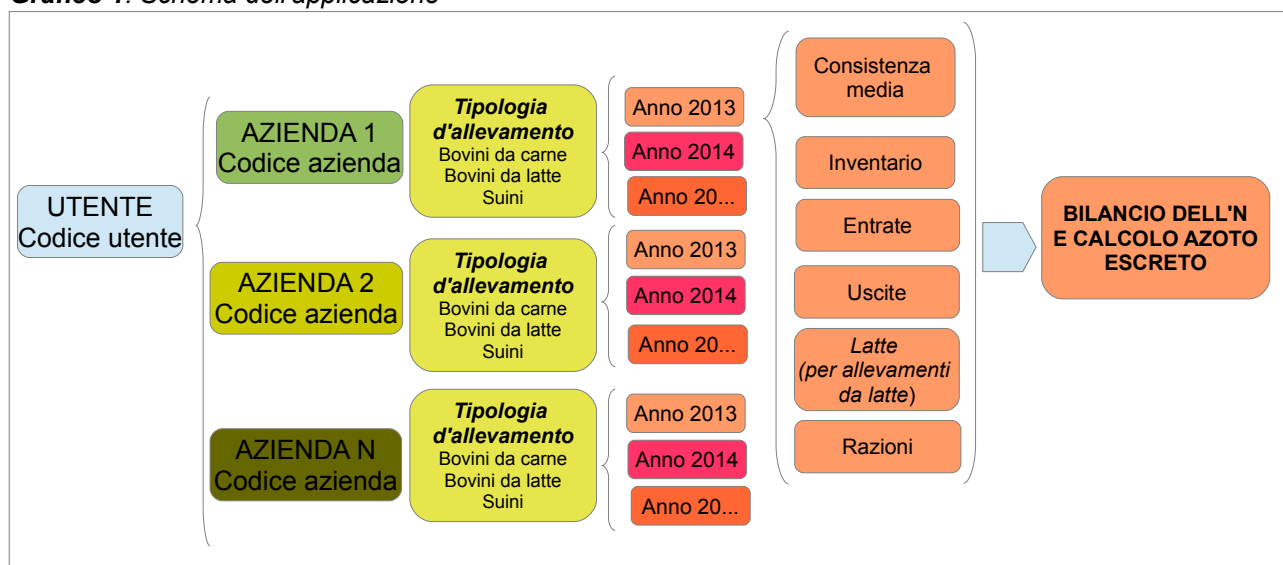 Grafico 1: Schema dell'applicazione
UTENTE
Codice utente
AZIENDA 1
Codice azienda
Tipologia
d'allevamento
Bovini da carne
Bovini da latte
Suini
Anno 2013
Anno 2014
Anno 20...
AZIENDA 2
Codice azienda
Tipologia
d'allevamento
Bovini da carne
Bovini da latte
Suini
Anno 2013
Anno 2014
Anno 20...
AZIENDA N
Codice azienda
Tipologia
d'allevamento
Bovini da carne
Bovini da latte
Suini
Anno 2013
Anno 2014
Anno 20...
Consistenza
media
Inventario
Entrate
Uscite
Latte
(per allevamenti
da latte)
Razioni
BILANCIO DELL'N
E CALCOLO AZOTO
ESCRETO